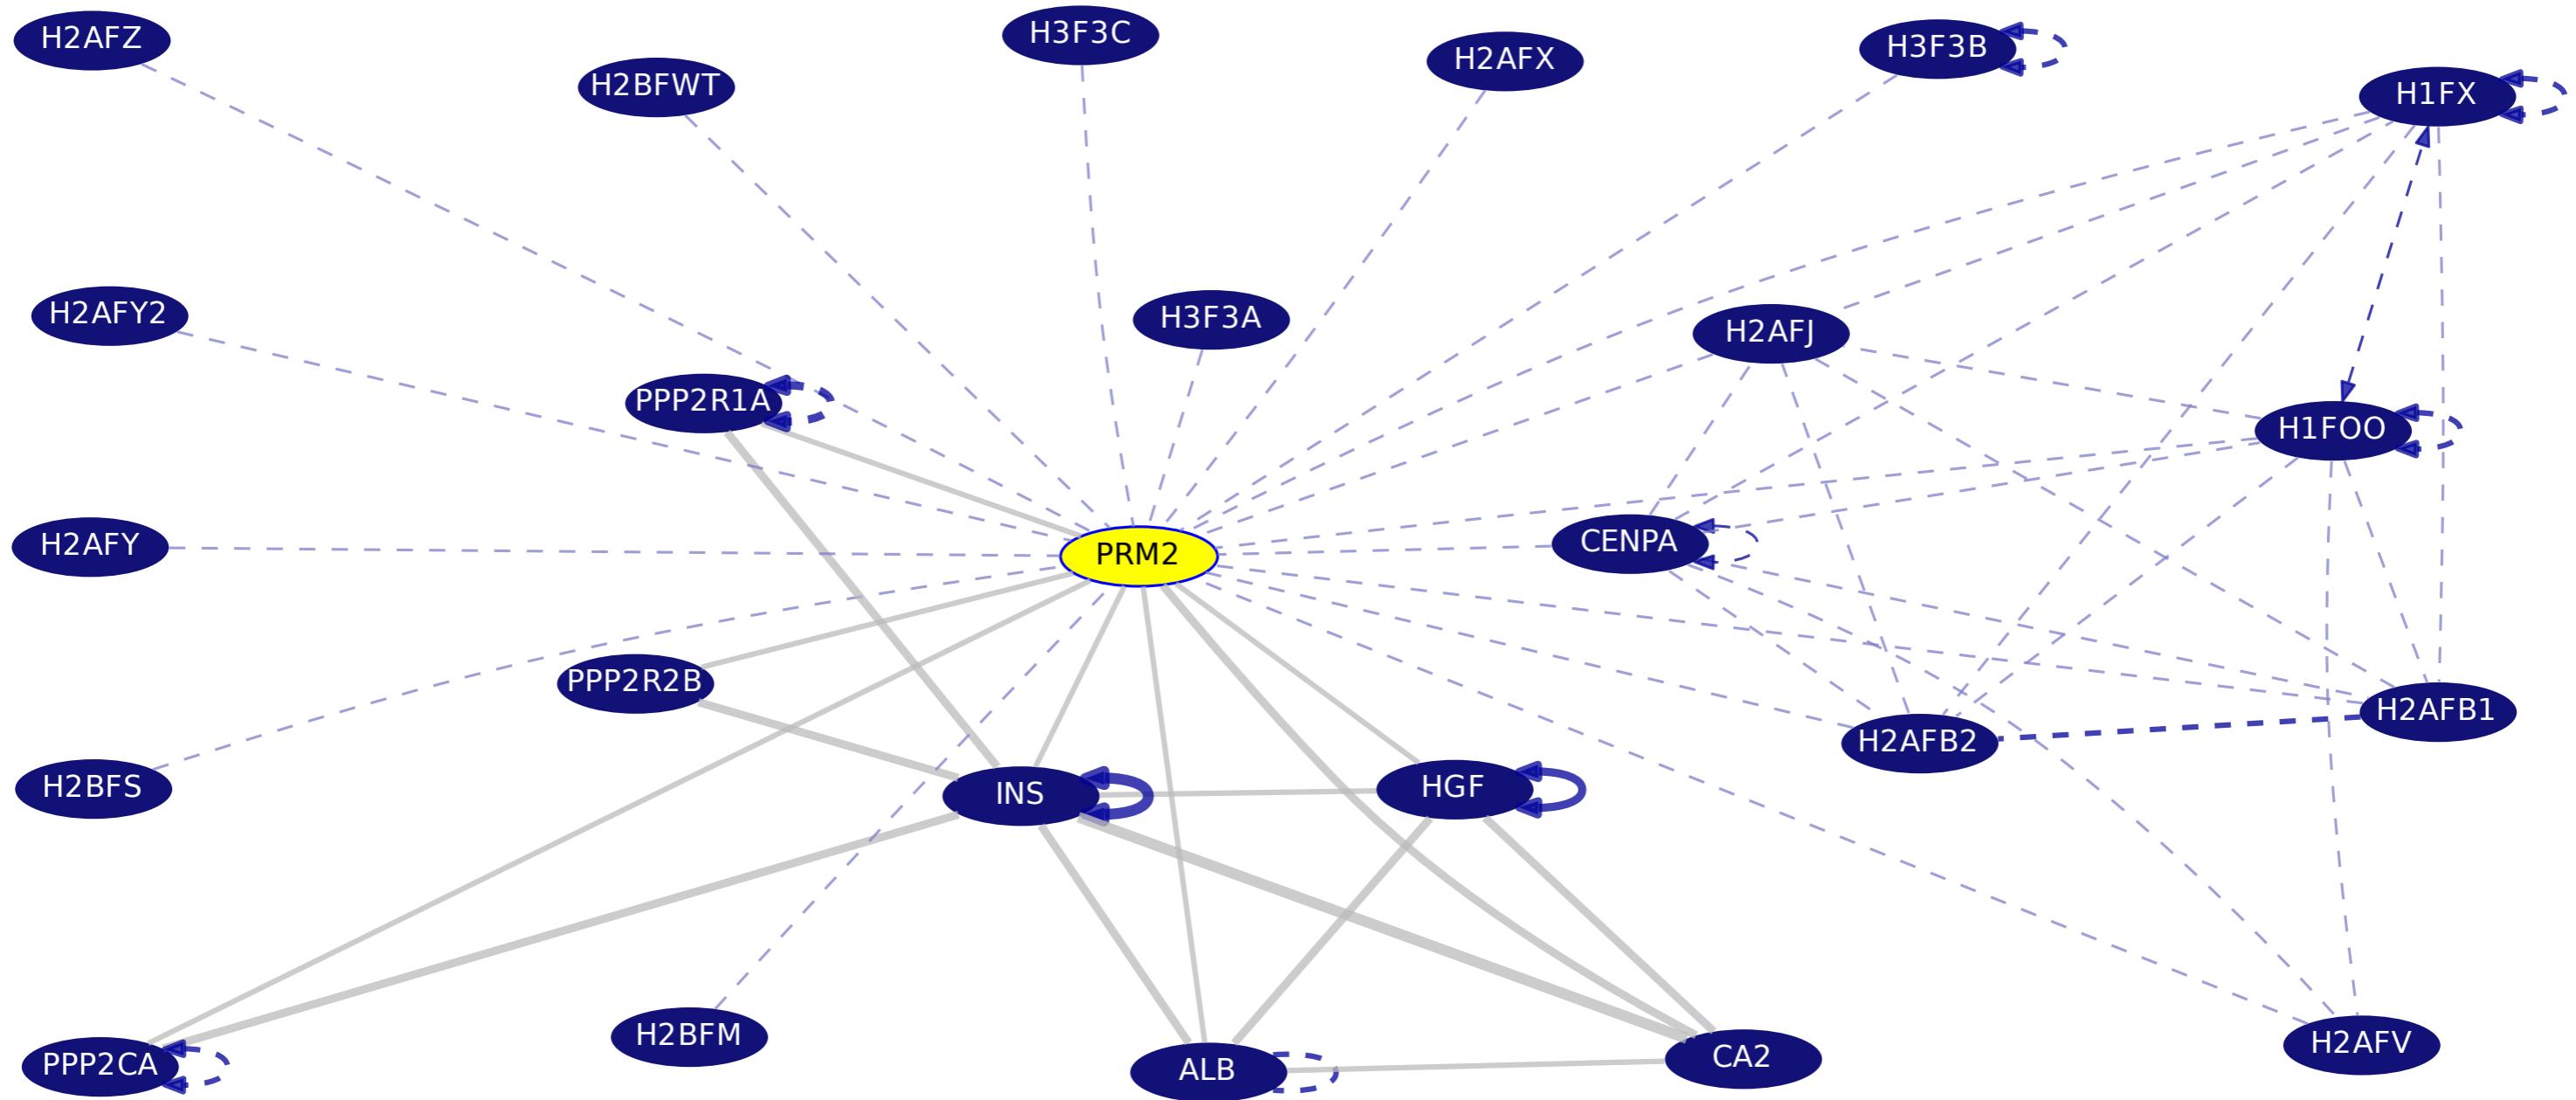 H2AFZ
H2BFWT
H3F3C
H2AFX
H3F3B
H1FX
H2AFY2
H3F3A
H2AFJ
PPP2R1A
H1FOO
H2AFY
PRM2
CENPA
PPP2R2B
H2AFB1
H2AFB2
H2BFS
INS
HGF
H2BFM
H2AFV
PPP2CA
ALB
CA2